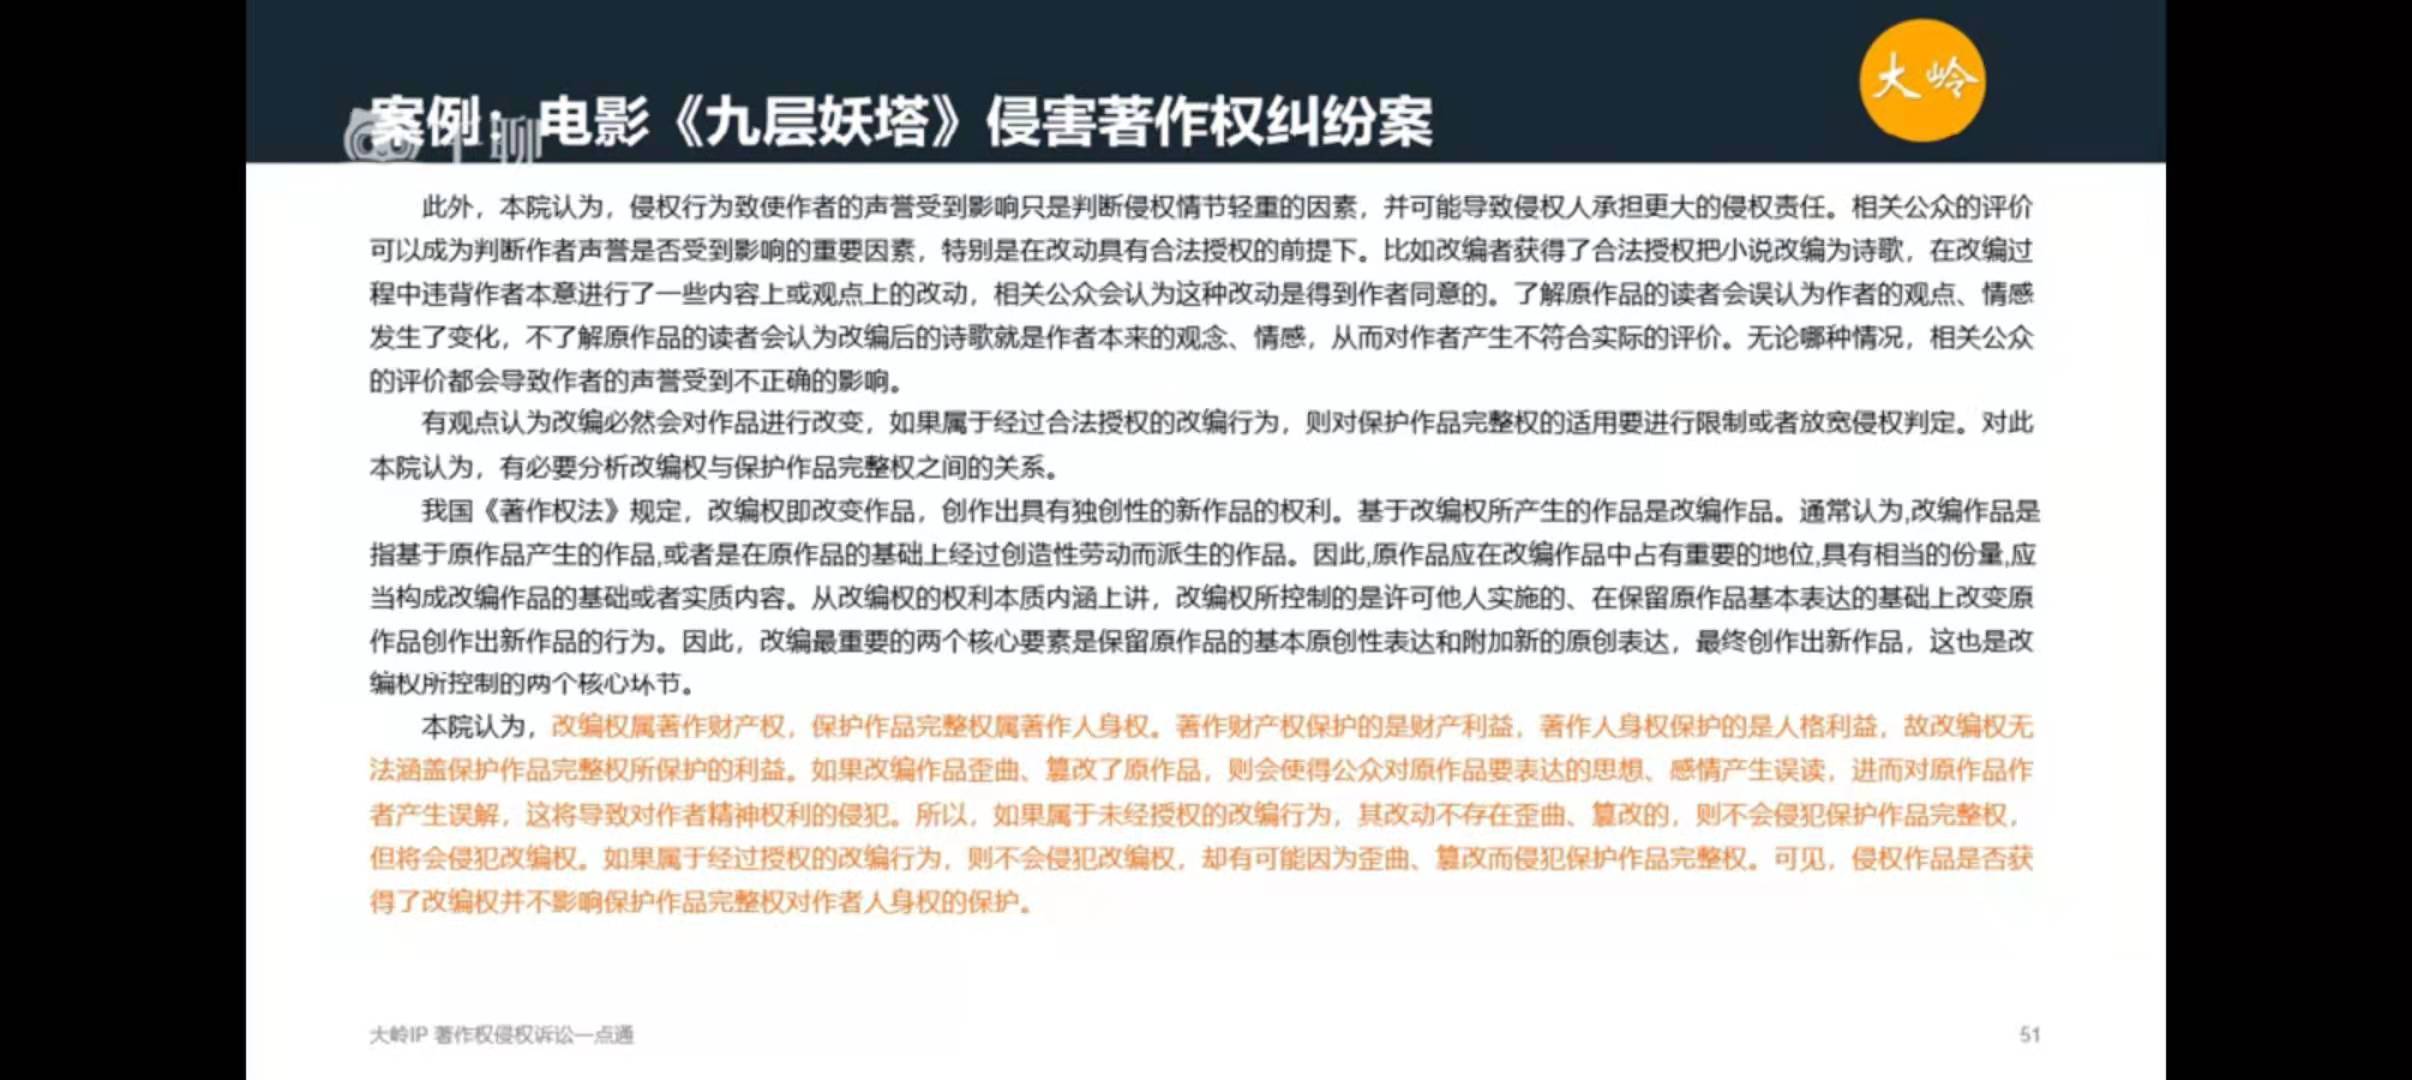 大岭
案例：电影《九层妖塔》侵害著作权纠纷案
此外，本院认为，侵权行为致使作者的声誉受到影响只是判断侵权情节轻重的因素，并可能导致侵权人承担更大的侵权责任。相关公众的评价
可以成为判断作者声誉是否受到影响的重要因素，特别是在改动具有合法授权的前提下。比如改编者获得了合法授权把小说改编为诗歌，在改编过
程中违背作者本意进行了一些内容上或观点上的改动，相关公众会认为这种改动是得到作者同意的。了解原作品的读者会误认为作者的观点、情感
发生了变化，不了解原作品的读者会认为改编后的诗歌就是作者本来的观念、情感，从而对作者产生不符合实际的评价。无论哪种情况，相关公众
的评价都会导致作者的声誉受到不正确的影响。
有观点认为改编必然会对作品进行改变，如果属于经过合法授权的改编行为，则对保护作品完整权的适用要进行限制或者放宽侵权判定。对此
本院认为，有必要分析改编权与保护作品完整权之间的关系。
我国《著作权法》规定，改编权即改变作品，创作出具有独创性的新作品的权利。基于改编权所产生的作品是改编作品。通常认为,改编作品是
指基于原作品产生的作品,或者是在原作品的基础上经过创造性劳动而派生的作品。因此,原作品应在改编作品中占有重要的地位,具有相当的份量,应
当构成改编作品的基础或者实质内容。从改编权的权利本质内涵上讲，改编权所控制的是许可他人实施的、在保留原作品基本表达的基础上改变原
作品创作出新作品的行为。因此，改编最重要的两个核心要素是保留原作品的基本原创性表达和附加新的原创表达，最终创作出新作品，这也是改
编权所控制的两个核心环节。
本院认为，改编权属著作财产权，保护作品完整权属著作人身权。著作财产权保护的是财产利益，著作人身权保护的是人格利益，故改编权无
法涵盖保护作品完整权所保护的利益。如果改编作品歪曲、篡改了原作品，则会使得公众对原作品要表达的思想、感情产生误读，进而对原作品作
者产生误解，这将导致对作者精神权利的侵犯。所以，如果属于未经授权的改编行为，其改动不存在歪曲、篡改的，则不会侵犯保护作品完整权，
但将会侵犯改编权。如果属于经过授权的改编行为，则不会侵犯改编权，却有可能因为歪曲、篡改而侵犯保护作品完整权。可见，侵权作品是否获
得了改编权并不影响保护作品完整权对作者人身权的保护。
大岭IP 著作权侵权诉讼一点通
51